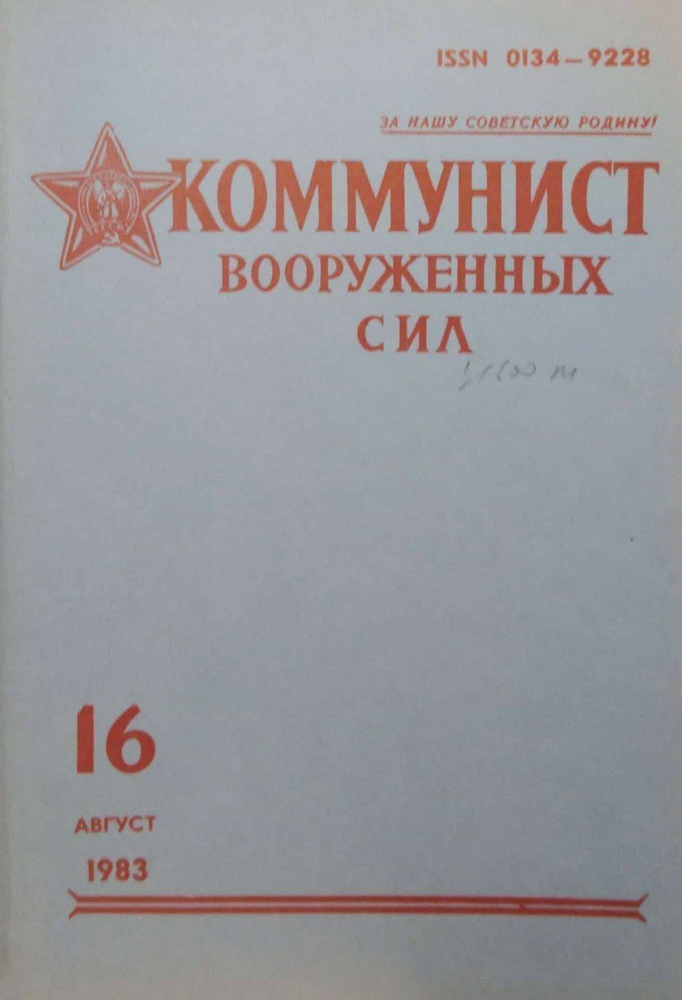 ISSN 0134-9228
ЗА НАШУ СОВЕТСКУЮ РОДИНУ!
КОММУНИСТ
ВООРУЖЕННЫХ
СИЛ
16
АВГУСТ
1983